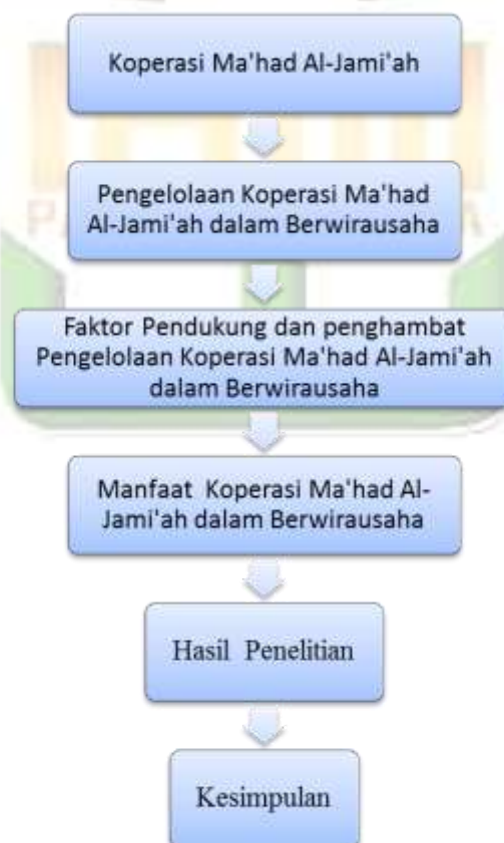 Koperasi Ma'had Al-Jami'ah
Pengelolaan Koperasi Ma'had
Al-Jami'ah dalam Berwirausaha
Faktor Pendukung dan penghambat
Pengelolaan Koperasi Ma'had Al-Jami'ah
dalam Berwirausaha
Manfaat Koperasi Ma'had Al-
Jami'ah dalam Berwirausaha
Hasil Penelitian
Kesimpulan